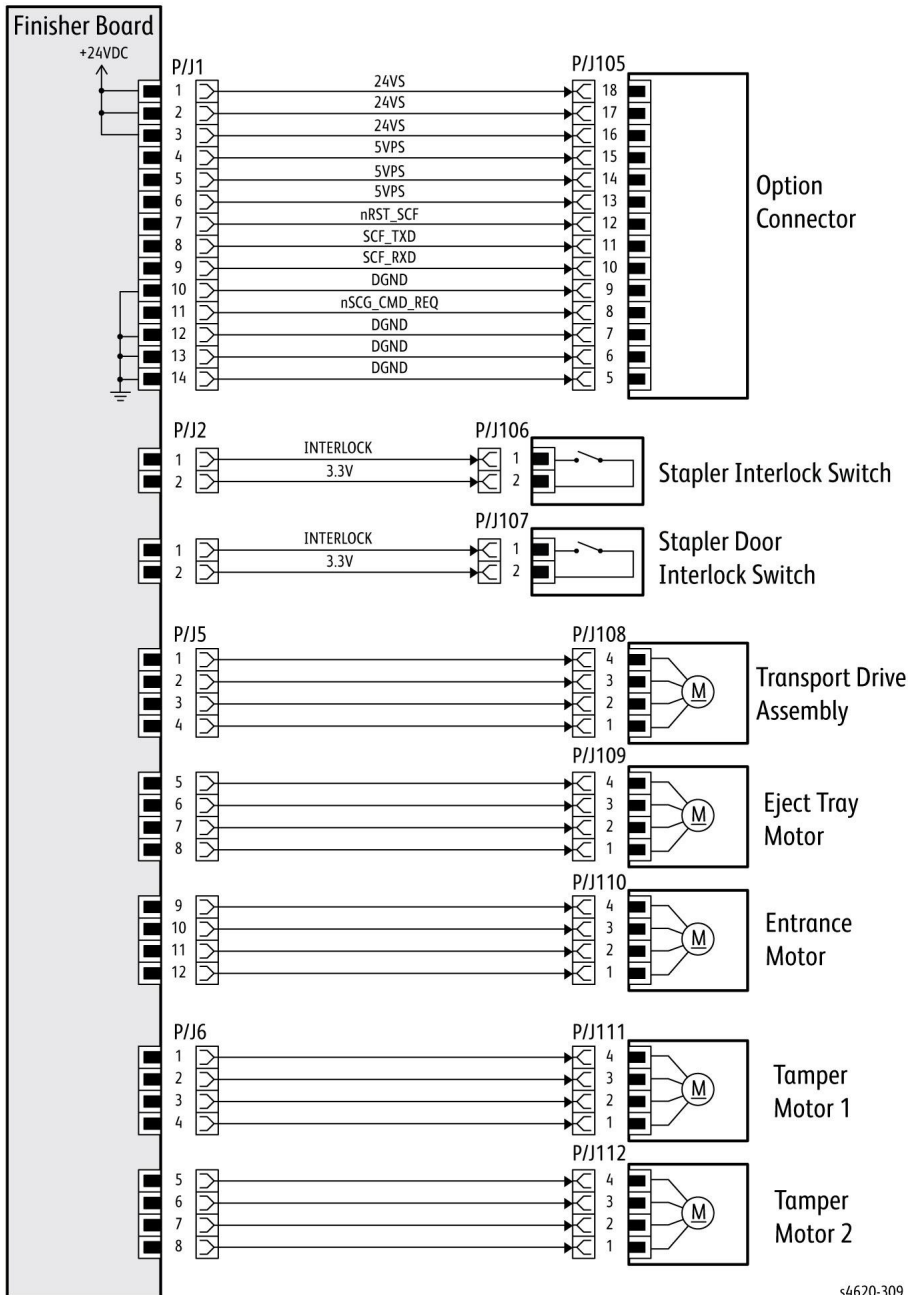 Finisher Board
+24VDC
P/J1
P/J105
1 24VS 18
2 24VS 17
3 24VS 16
4 5VPS 15
5 5VPS 14
6 5VPS 13
7 nRST_SCF 12
8 SCF_TXD 11
9 SCF_RXD 10
10 DGND 9
11 nSCG_CMD_REQ 8
12 DGND 7
13 DGND 6
14 DGND 5
Option
Connector
P/J2
P/J106
1 INTERLOCK 1
2 3.3V 2
Stapler Interlock Switch
P/J107
1 INTERLOCK 1
2 3.3V 2
Stapler Door
Interlock Switch
P/J5
P/J108
1 4
2 3
3 2
4 1
M
Transport Drive
Assembly
P/J109
5 4
6 3
7 2
8 1
M
Eject Tray
Motor
P/J110
9 4
10 3
11 2
12 1
M
Entrance
Motor
P/J6
P/J111
1 4
2 3
3 2
4 1
M
Tamper
Motor 1
P/J112
5 4
6 3
7 2
8 1
M
Tamper
Motor 2
s4620-309